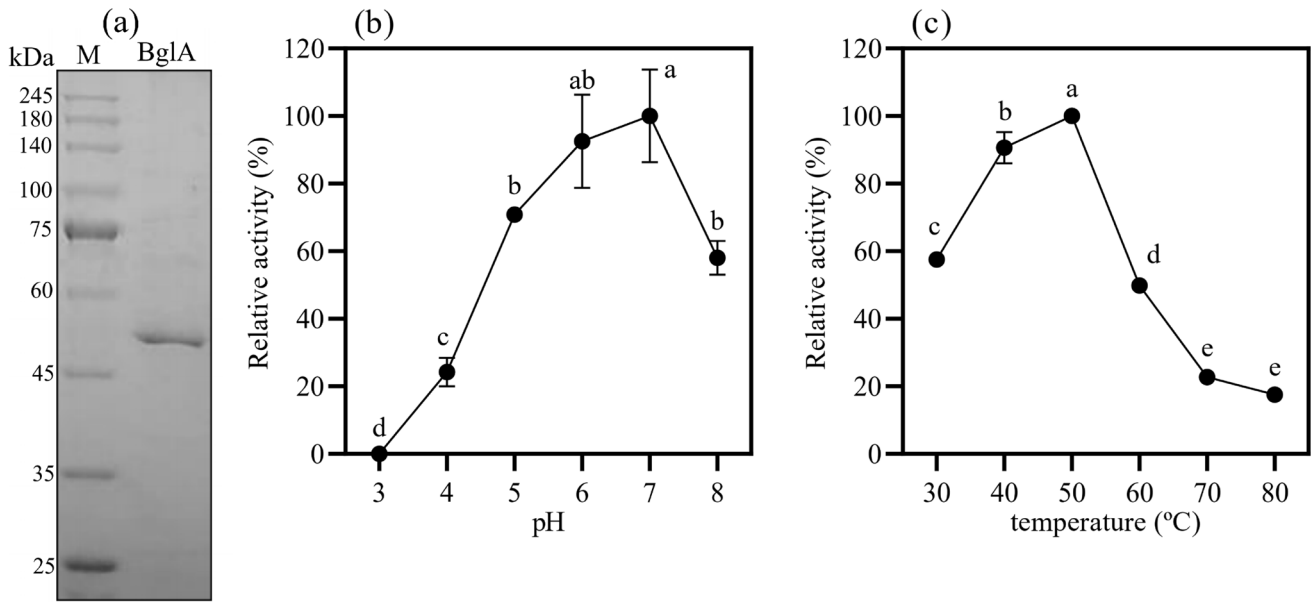 (a)
kDa M BglA
245
180
140
100
75
60
45
35
25
(b)
Relative activity (%)
120
100
80
60
40
20
0
d
c
b
ab
a
b
3 4 5 6 7 8
pH
(c)
Relative activity (%)
120
100
80
60
40
20
0
c
b
a
d
e
e
30 40 50 60 70 80
temperature (ºC)